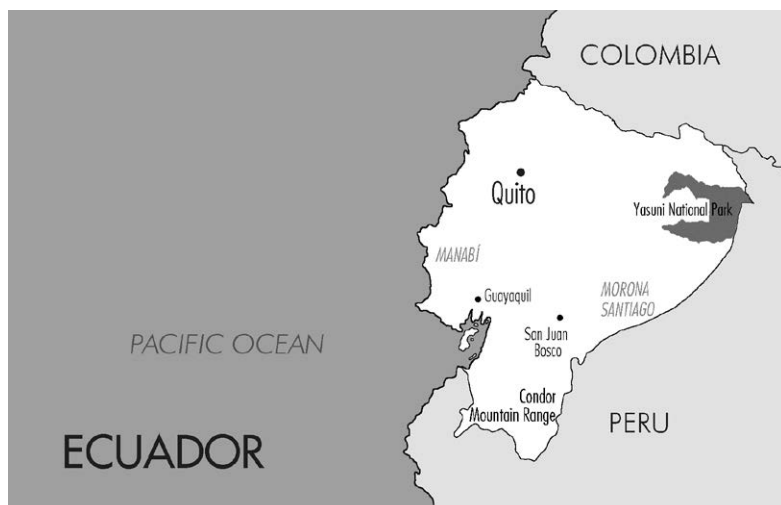 COLOMBIA
Quito
Yasuni National Park
MANABÍ
Guayaquil
MORONA
SANTIAGO
San Juan
Bosco
PACIFIC OCEAN
Condor
Mountain Range
PERU
ECUADOR